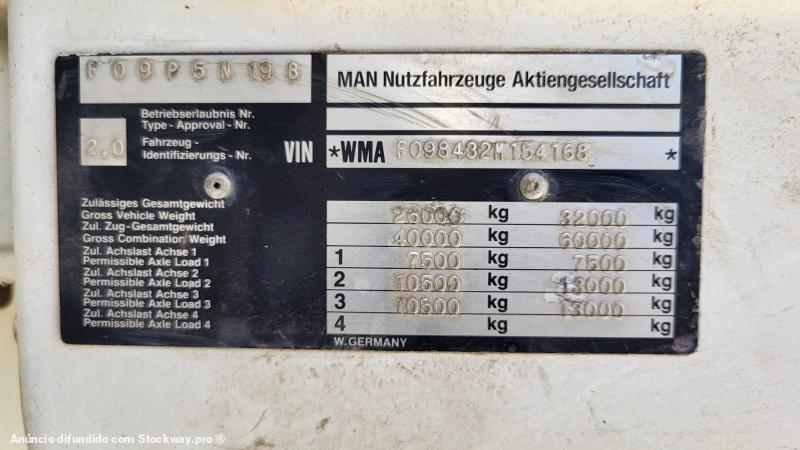 F09P5N19B
MAN Nutzfahrzeuge Aktiengesellschaft
Betriebserlaubnis Nr.
Type - Approval - Nr.
2,0
Fahrzeug -
Identifizierungs - Nr.
VIN
*WMA F098432M154168 *
Zulässiges Gesamtgewicht
Gross Vehicle Weight
26000 kg 32000 kg
Zul. Zug-Gesamtgewicht
Gross Combination Weight
40000 kg 60000 kg
Zul. Achslast Achse 1
Permissible Axle Load 1
1 7500 kg 7500 kg
Zul. Achslast Achse 2
Permissible Axle Load 2
2 10500 kg 13000 kg
Zul. Achslast Achse 3
Permissible Axle Load 3
3 10500 kg 13000 kg
Zul. Achslast Achse 4
Permissible Axle Load 4
4 kg kg
W. GERMANY
Anúncio difundido com Stockway.pro ®